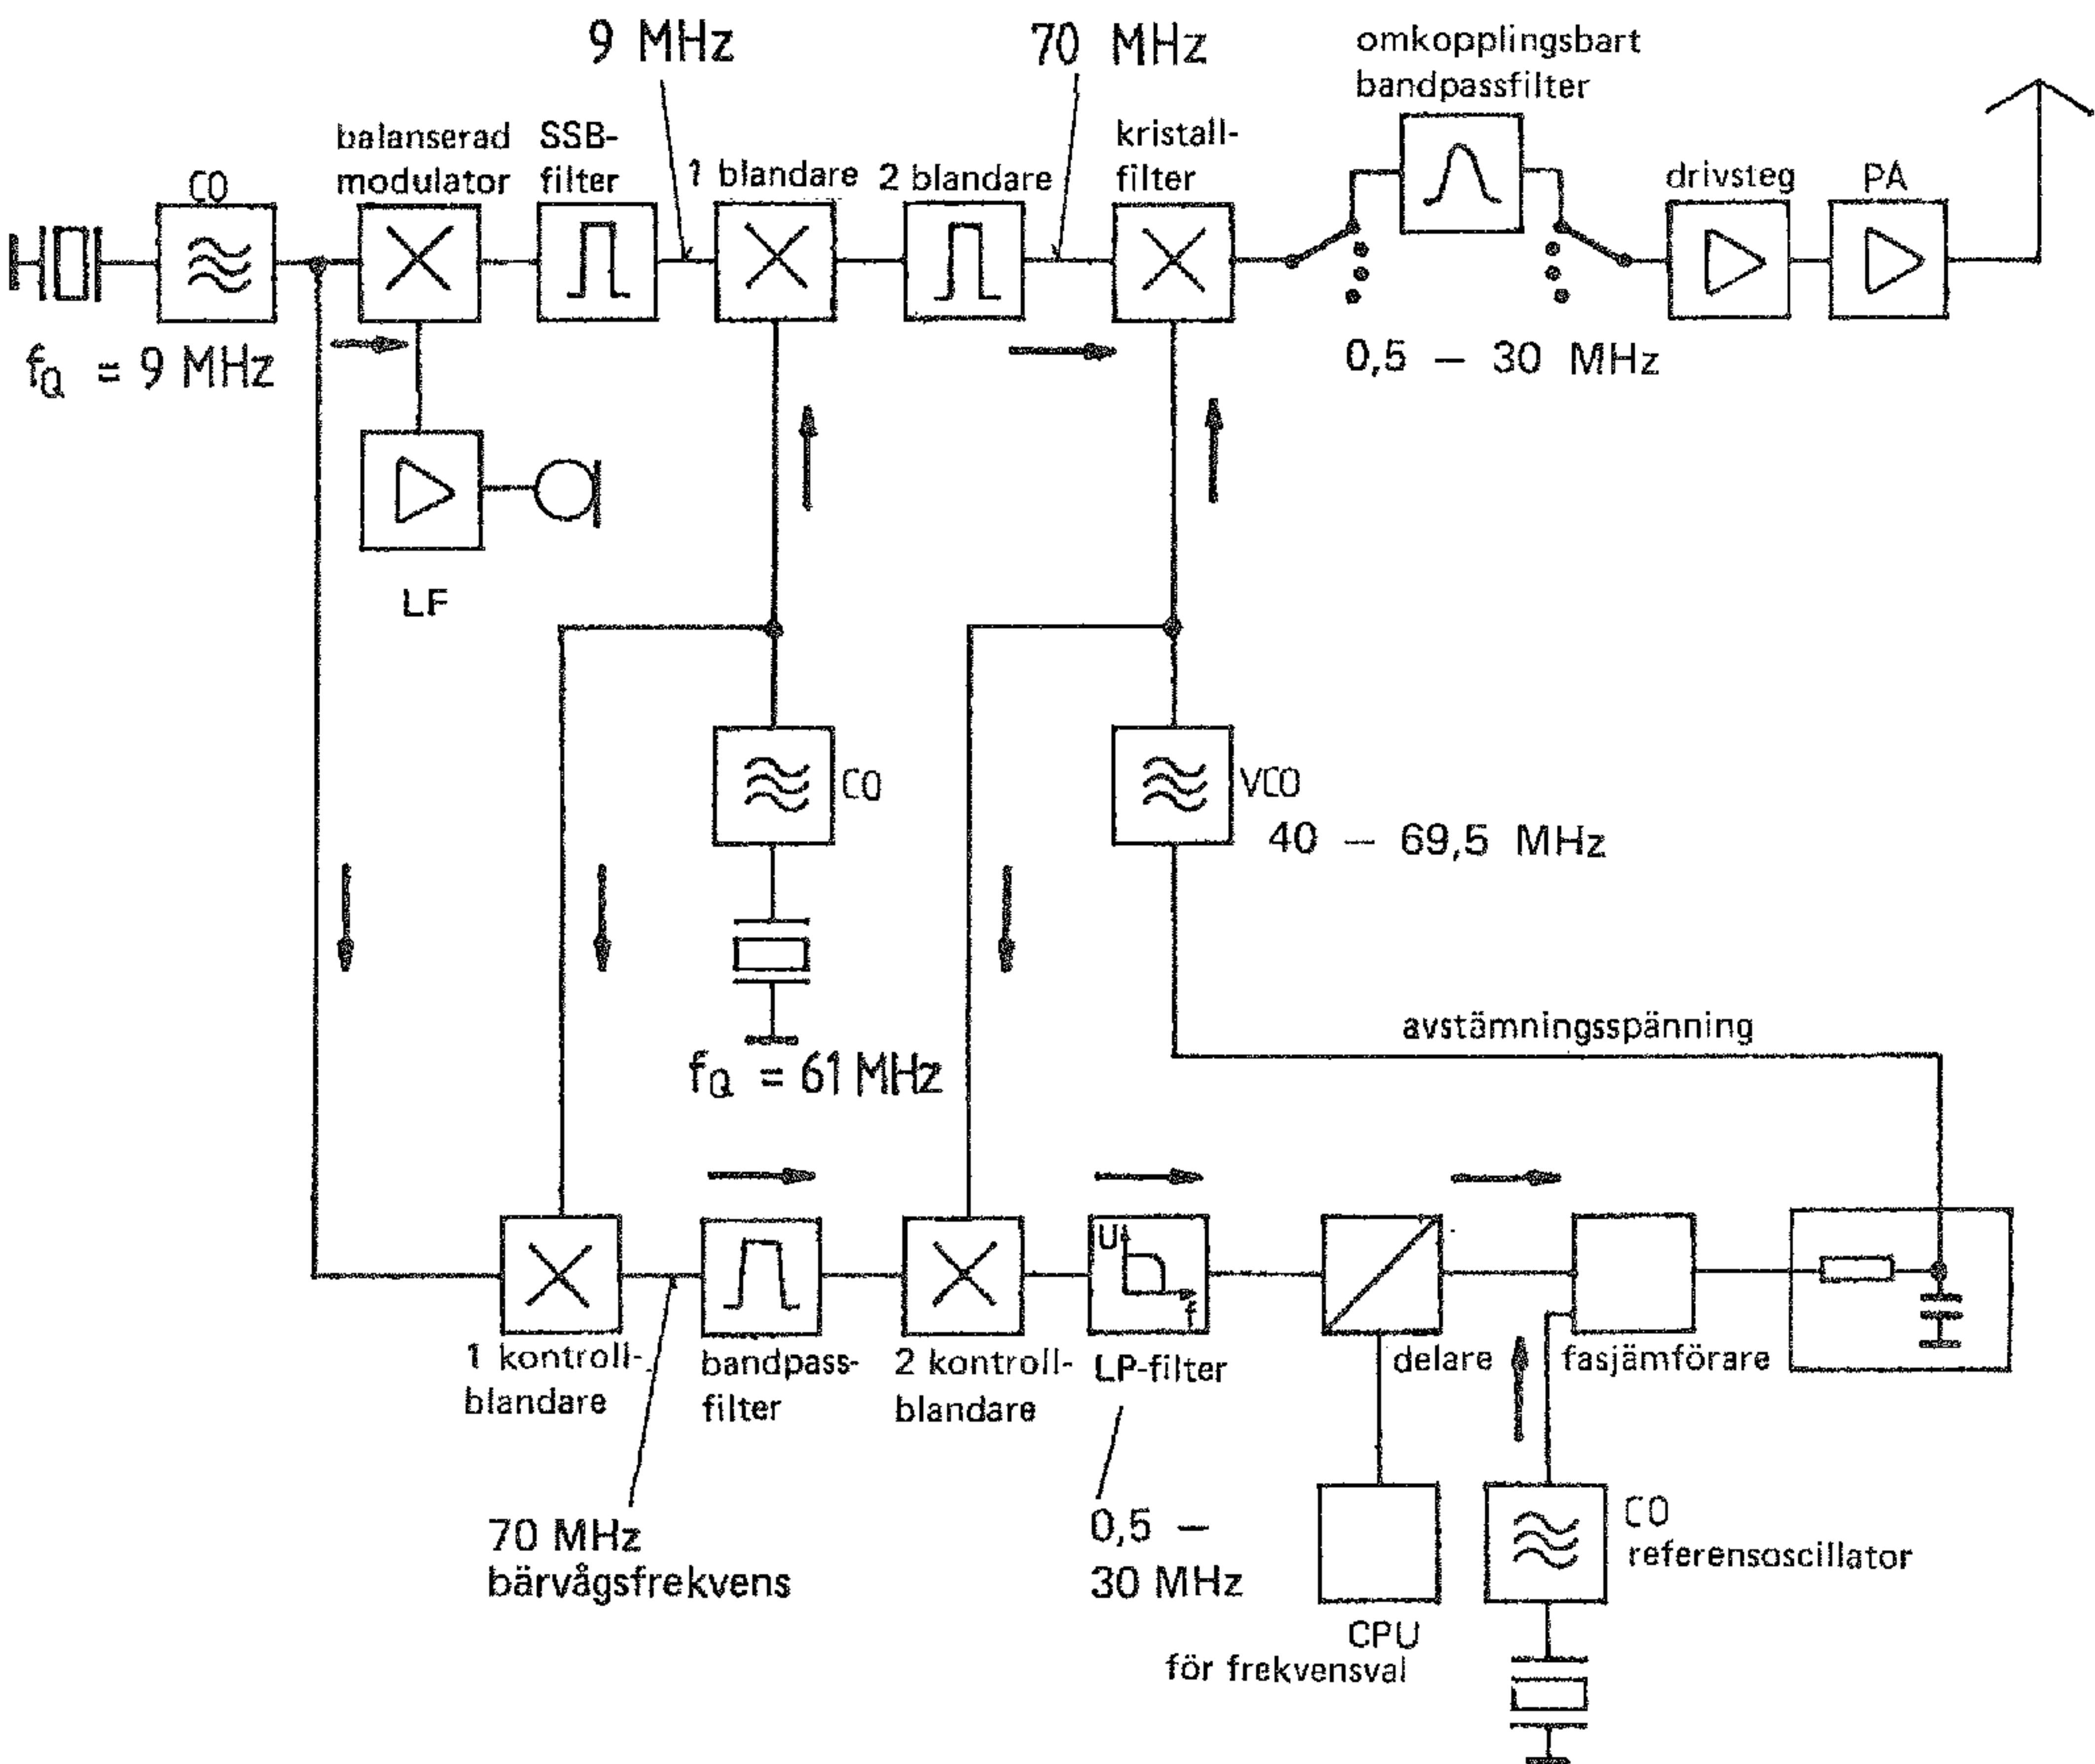 9 MHz
70 MHz
omkopplingsbart
bandpassfilter
CO
balanserad
modulator
SSB-
filter
1 blandare
2 blandare
kristall-
filter
drivsteg
PA
fQ = 9 MHz
0,5 – 30 MHz
LF
CO
VCO
40 – 69,5 MHz
fQ = 61 MHz
avstämningsspänning
U
f
1 kontroll-
blandare
bandpass-
filter
2 kontroll-
blandare
LP-filter
delare
fasjämförare
70 MHz
bärvågsfrekvens
0,5 –
30 MHz
CPU
för frekvensval
CO
referensoscillator